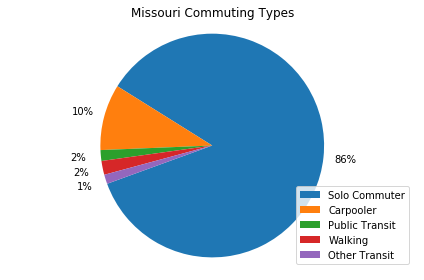 Missouri Commuting Types
10%
2%
2%
1%
86%
Solo Commuter
Carpooler
Public Transit
Walking
Other Transit